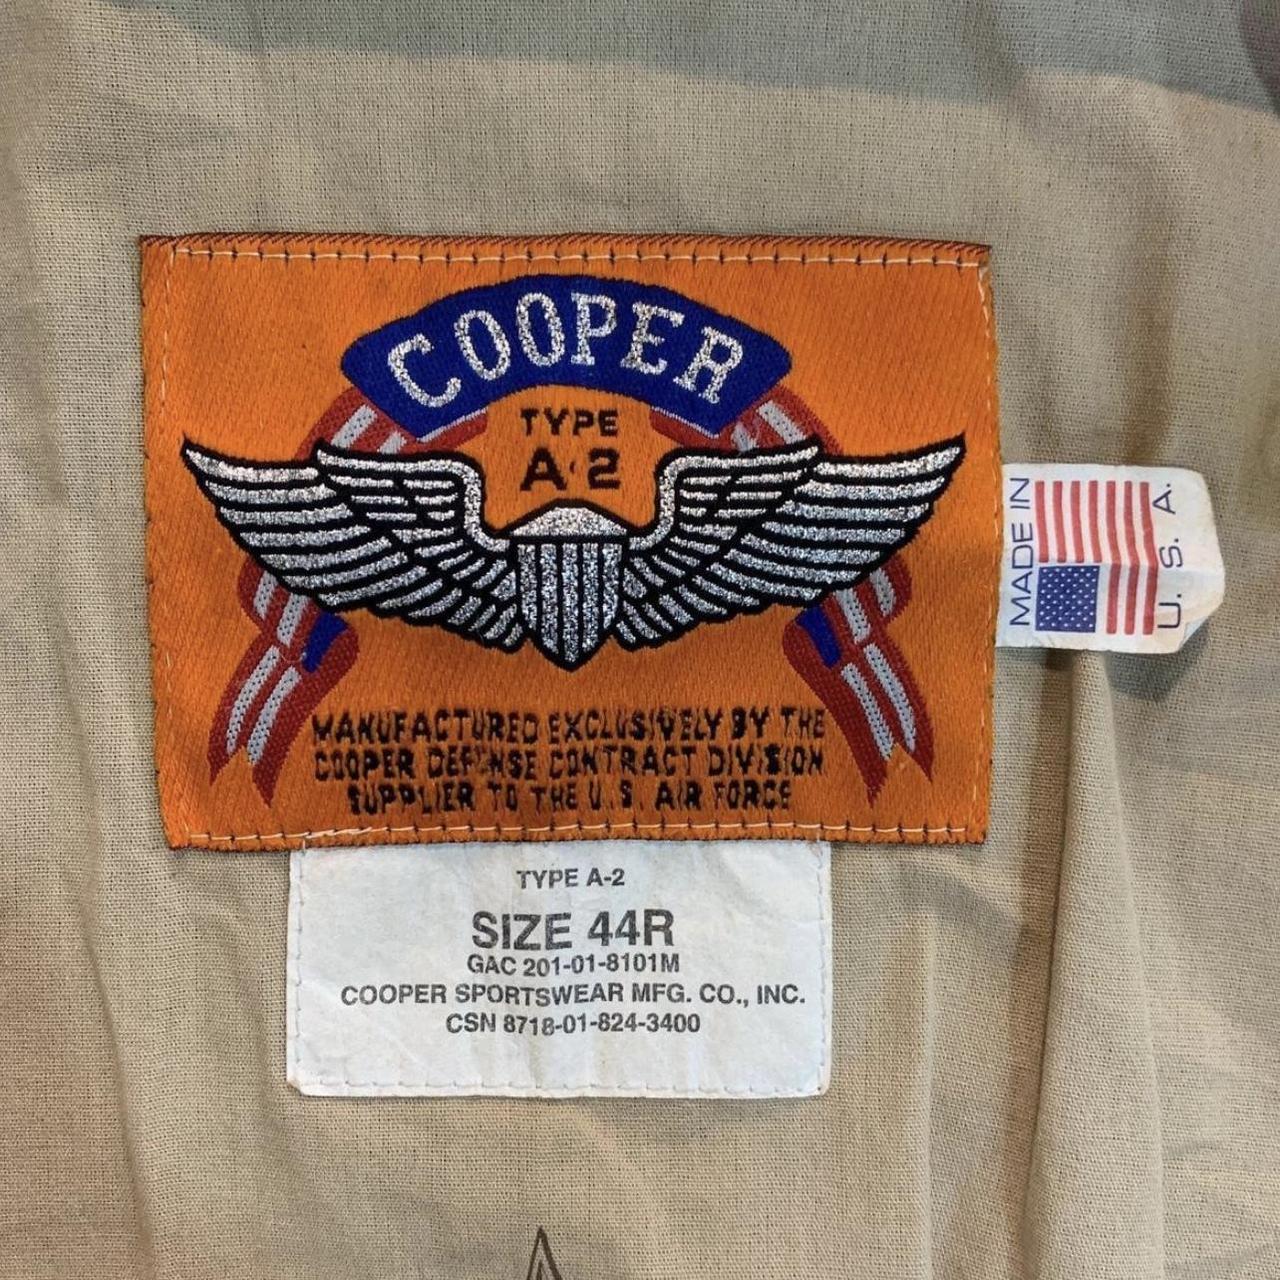 COOPER
TYPE
A-2
MANUFACTURED EXCLUSIVELY BY THE
COOPER DEFENSE CONTRACT DIVISION
SUPPLIER TO THE U.S. AIR FORCE
MADE IN
U.S.A.
TYPE A-2
SIZE 44R
GAC 201-01-8101M
COOPER SPORTSWEAR MFG. CO., INC.
CSN 8718-01-824-3400